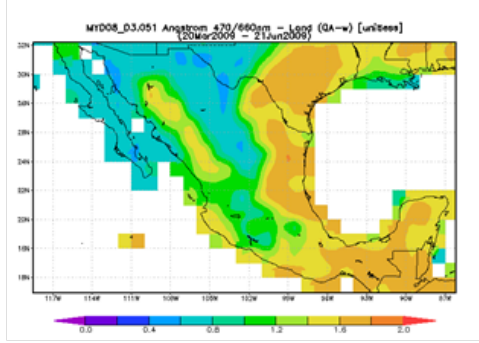 MYD08_D3.051 Angstrom 470/660nm - Land (QA-w) [unitless]
(20Mar2009 - 21Jun2009)
32N
30N
28N
26N
24N
22N
20N
18N
16N
117W 114W 111W 108W 105W 102W 99W 96W 93W 90W 87W
0.0 0.4 0.8 1.2 1.6 2.0